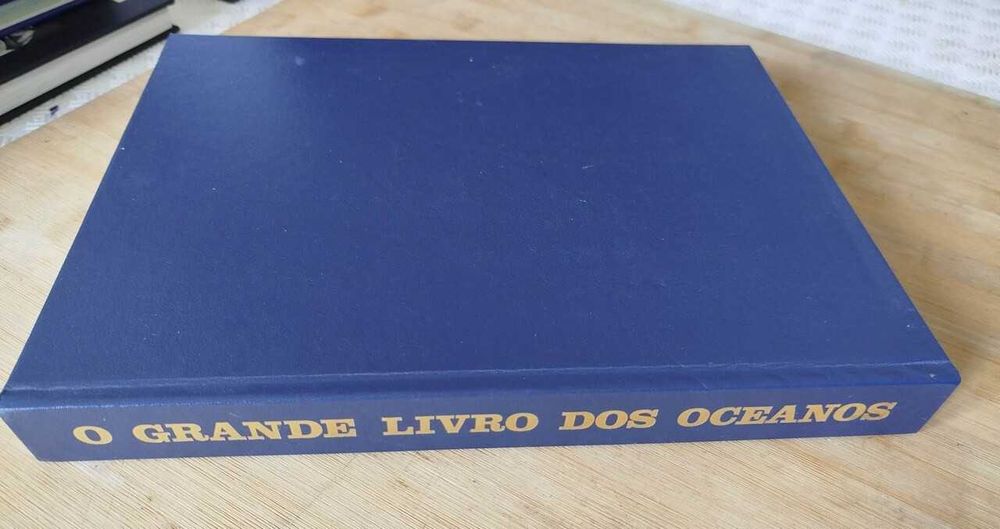 O GRANDE LIVRO DOS OCEANOS